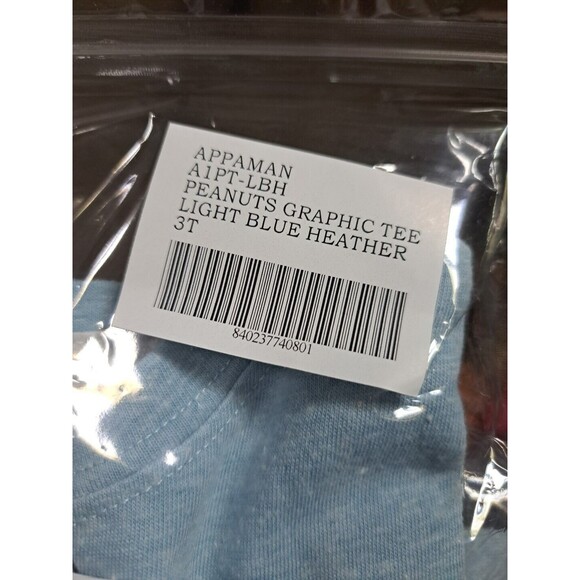 APPAMAN
A1PT-LBH
PEANUTS GRAPHIC TEE
LIGHT BLUE HEATHER
3T
840237740801